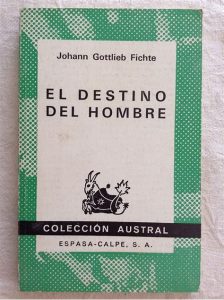 Johann Gottlieb Fichte
EL DESTINO
DEL HOMBRE
COLECCIÓN AUSTRAL
ESPASA-CALPE, S. A.